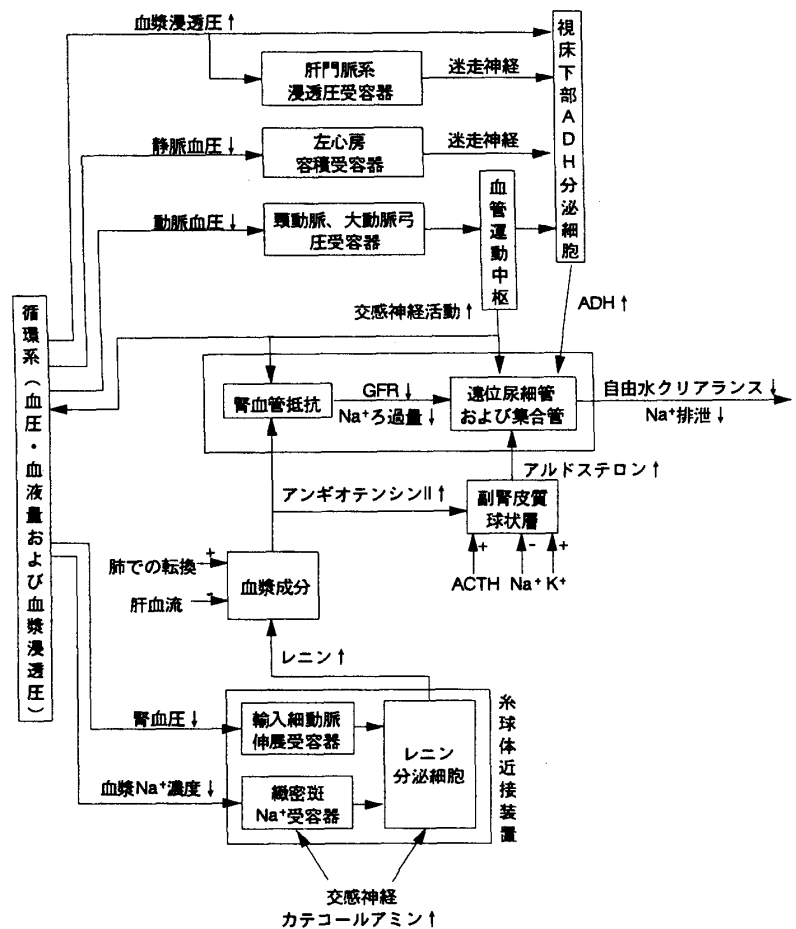 血漿浸透圧↑
肝門脈系
浸透圧受容器
迷走神経
視床下部ADH分泌細胞
静脈血圧↓
左心房
容積受容器
迷走神経
動脈血圧↓
頸動脈、大動脈弓
圧受容器
血管運動中枢
循環系(血圧・血液量および血漿浸透圧)
交感神経活動↑
ADH↑
腎血管抵抗
GFR↓
Na⁺ろ過量↓
遠位尿細管
および集合管
自由水クリアランス↓
Na⁺排泄↓
アルドステロン↑
アンギオテンシンII↑
副腎皮質
球状層
+
-
+
ACTH
Na⁺
K⁺
肺での転換
+
肝血流
-
血漿成分
レニン↑
腎血圧↓
輸入細動脈
伸展受容器
レニン
分泌細胞
糸球体近接装置
血漿Na⁺濃度↓
緻密斑
Na⁺受容器
交感神経
カテコールアミン↑